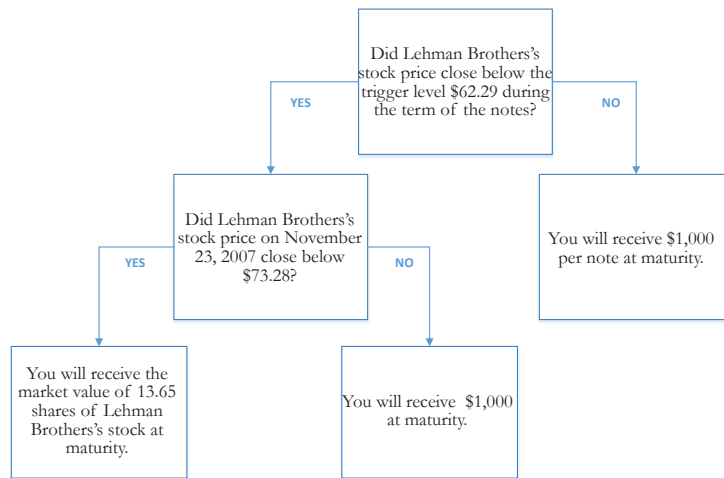 Did Lehman Brothers's
stock price close below the
trigger level $62.29 during
the term of the notes?
YES
NO
Did Lehman Brothers's
stock price on November
23, 2007 close below
$73.28?
You will receive $1,000
per note at maturity.
YES
NO
You will receive the
market value of 13.65
shares of Lehman
Brothers's stock at
maturity.
You will receive $1,000
at maturity.